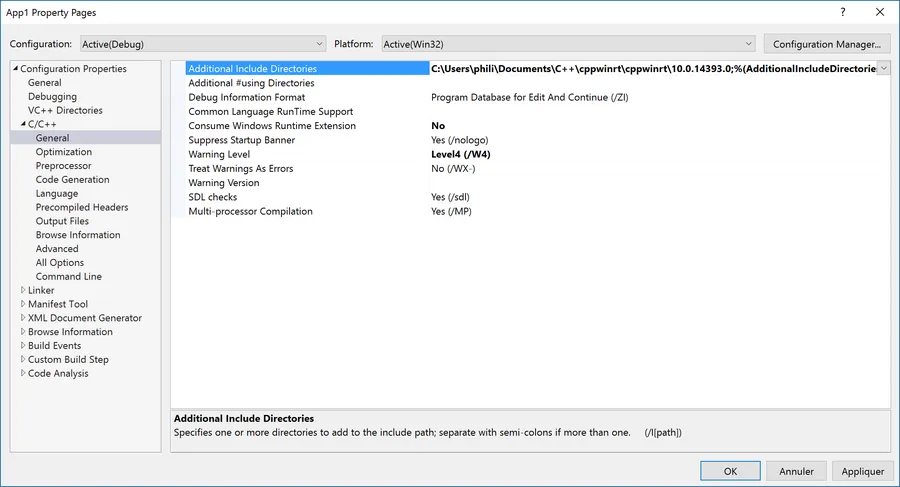 App1 Property Pages
?
Configuration: Active(Debug) Platform: Active(Win32) Configuration Manager...
Configuration Properties
General
Debugging
VC++ Directories
C/C++
General
Optimization
Preprocessor
Code Generation
Language
Precompiled Headers
Output Files
Browse Information
Advanced
All Options
Command Line
Linker
Manifest Tool
XML Document Generator
Browse Information
Build Events
Custom Build Step
Code Analysis
Additional Include Directories C:\Users\phili\Documents\C++\cppwinrt\cppwinrt\10.0.14393.0;%(AdditionalIncludeDirectorie
Additional #using Directories
Debug Information Format Program Database for Edit And Continue (/ZI)
Common Language RunTime Support
Consume Windows Runtime Extension No
Suppress Startup Banner Yes (/nologo)
Warning Level Level4 (/W4)
Treat Warnings As Errors No (/WX-)
Warning Version
SDL checks Yes (/sdl)
Multi-processor Compilation Yes (/MP)
Additional Include Directories
Specifies one or more directories to add to the include path; separate with semi-colons if more than one. (/I[path])
OK Annuler Appliquer